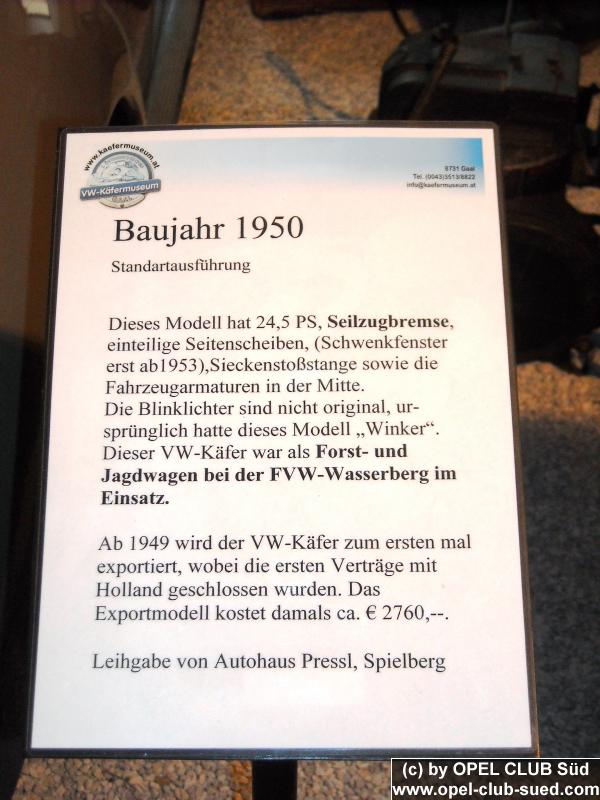 www.kaefermuseum.at
VW-Käfermuseum
GAAL
8731 Gaal
Tel. (0043)3513/8822
info@kaefermuseum.at
Baujahr 1950
Standartausführung
Dieses Modell hat 24,5 PS, Seilzugbremse,
einteilige Seitenscheiben, (Schwenkfenster
erst ab1953),Sieckenstoßstange sowie die
Fahrzeugarmaturen in der Mitte.
Die Blinklichter sind nicht original, ur-
sprünglich hatte dieses Modell „Winker“.
Dieser VW-Käfer war als Forst- und
Jagdwagen bei der FVW-Wasserberg im
Einsatz.
Ab 1949 wird der VW-Käfer zum ersten mal
exportiert, wobei die ersten Verträge mit
Holland geschlossen wurden. Das
Exportmodell kostet damals ca. € 2760,--.
Leihgabe von Autohaus Pressl, Spielberg
(c) by OPEL CLUB Süd
www.opel-club-sued.com